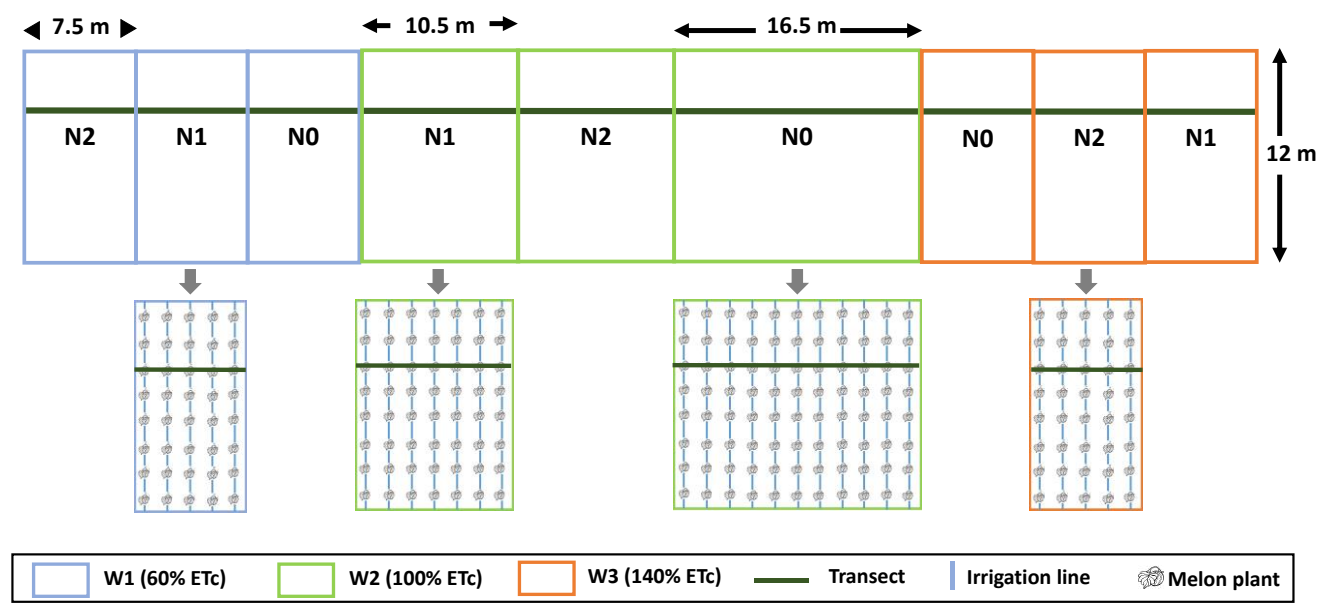 7.5 m
10.5 m
16.5 m
N2
N1
N0
N1
N2
N0
N0
N2
N1
12 m
W1 (60% ETc)
W2 (100% ETc)
W3 (140% ETc)
Transect
Irrigation line
Melon plant